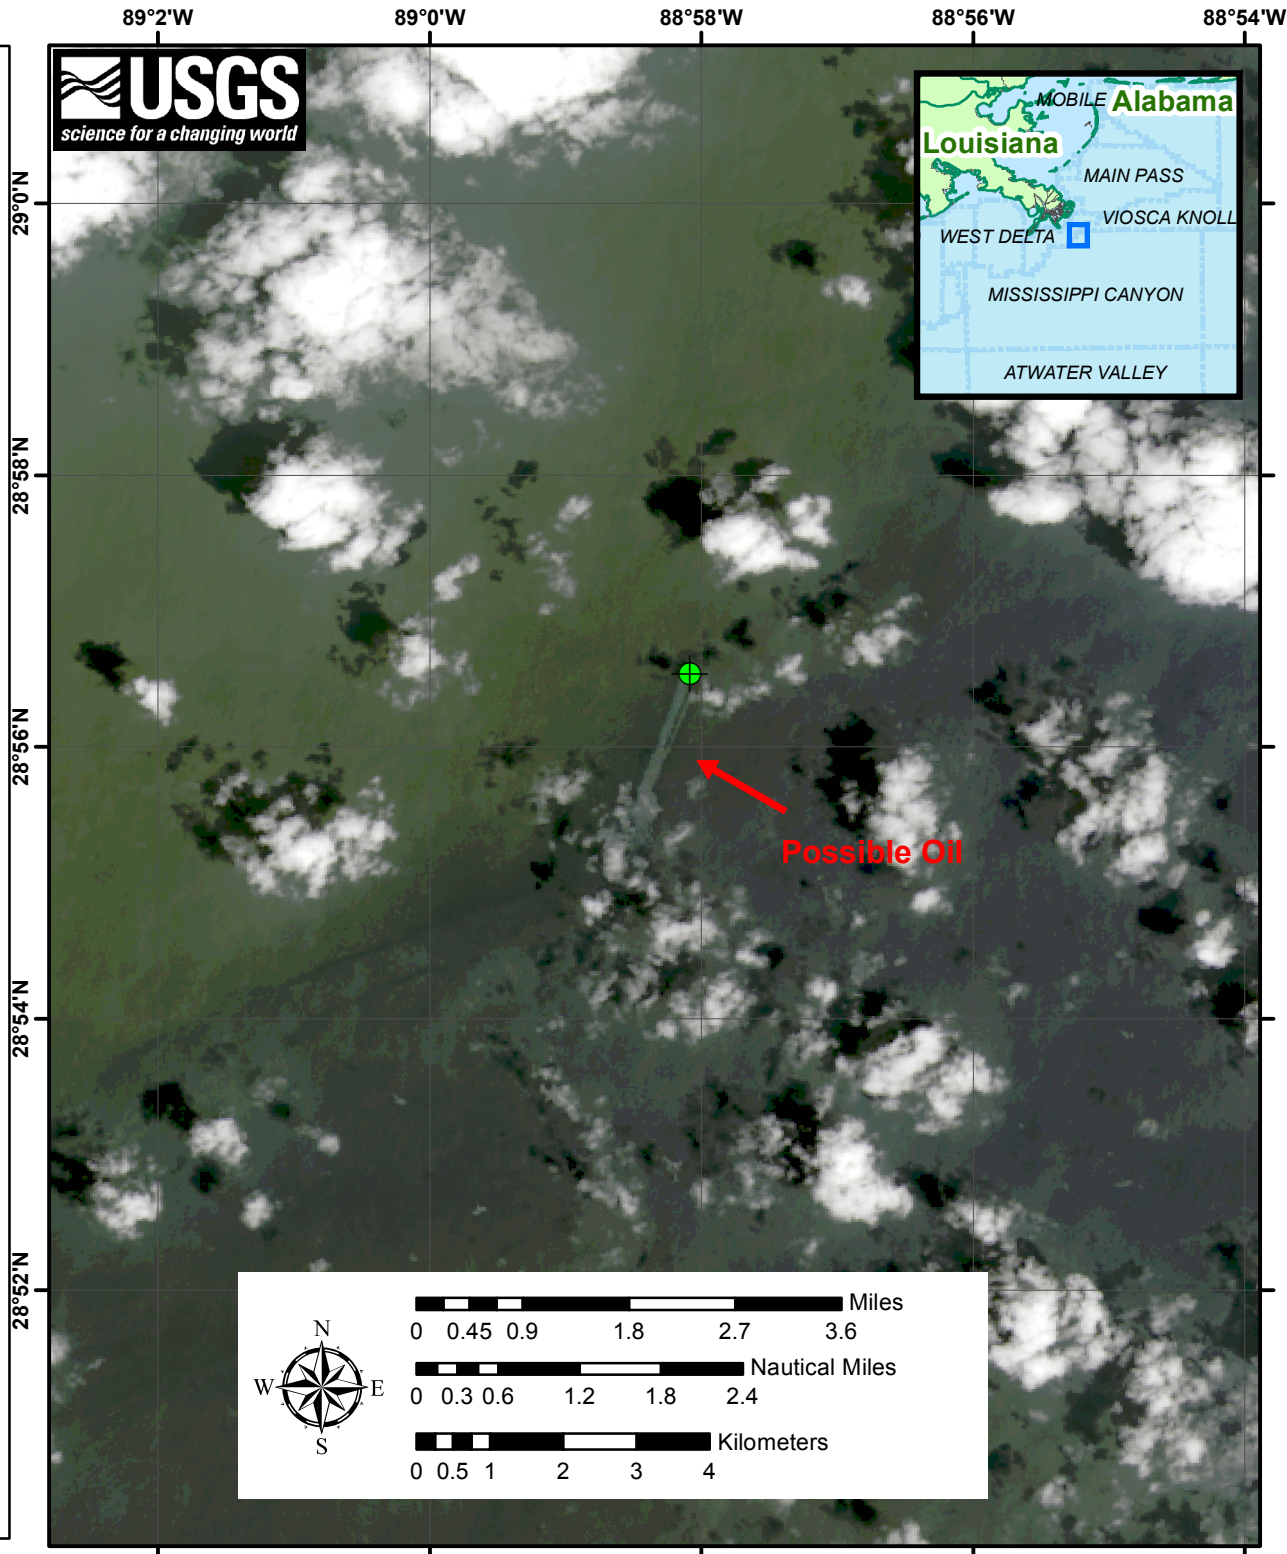 89°2'W 89°0'W 88°58'W 88°56'W 88°54'W
USGS
science for a changing world
MOBILE Alabama
Louisiana
MAIN PASS
VIOSCA KNOLL
WEST DELTA
MISSISSIPPI CANYON
ATWATER VALLEY
29°0'N
28°58'N
28°56'N
28°54'N
28°52'N
Possible Oil
N
W E
S
Miles
0 0.45 0.9 1.8 2.7 3.6
Nautical Miles
0 0.3 0.6 1.2 1.8 2.4
Kilometers
0 0.5 1 2 3 4